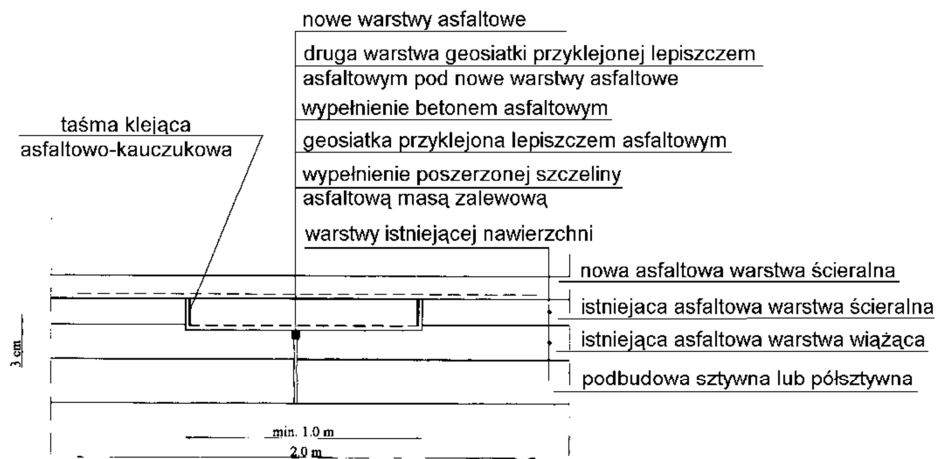 nowe warstwy asfaltowe
druga warstwa geosiatki przyklejonej lepiszczem
asfaltowym pod nowe warstwy asfaltowe
wypełnienie betonem asfaltowym
geosiatka przyklejona lepiszczem asfaltowym
wypełnienie poszerzonej szczeliny
asfaltową masą zalewową
warstwy istniejącej nawierzchni
taśma klejąca
asfaltowo-kauczukowa
nowa asfaltowa warstwa ścieralna
istniejaca asfaltowa warstwa ścieralna
istniejąca asfaltowa warstwa wiążąca
podbudowa sztywna lub półsztywna
3 cm
min. 1.0 m
2.0 m